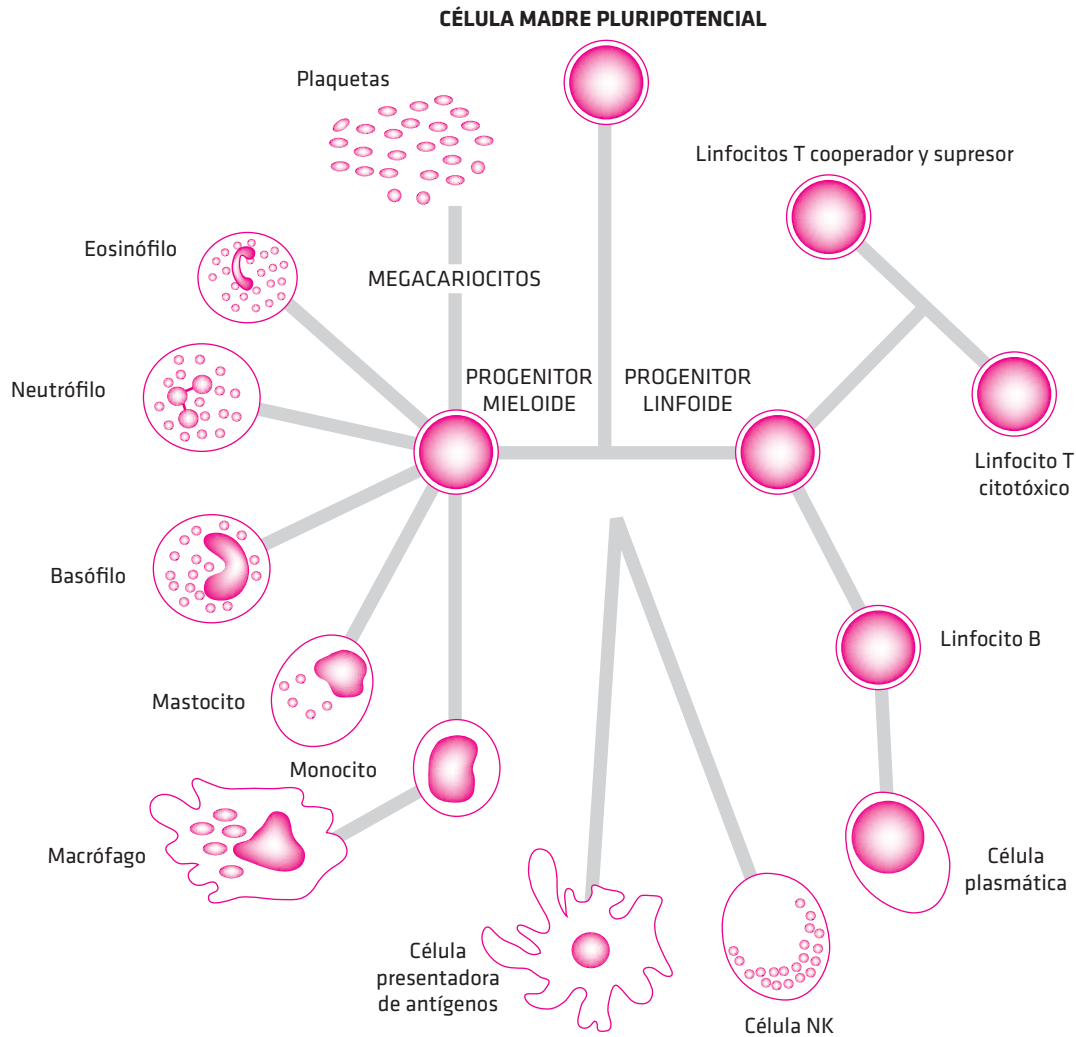 CÉLULA MADRE PLURIPOTENCIAL
Plaquetas
Linfocitos T cooperador y supresor
Eosinófilo
MEGACARIOCITOS
Neutrófilo
PROGENITOR
MIELOIDE
PROGENITOR
LINFOIDE
Linfocito T
citotóxico
Basófilo
Linfocito B
Mastocito
Monocito
Macrófago
Célula
plasmática
Célula
presentadora
de antígenos
Célula NK